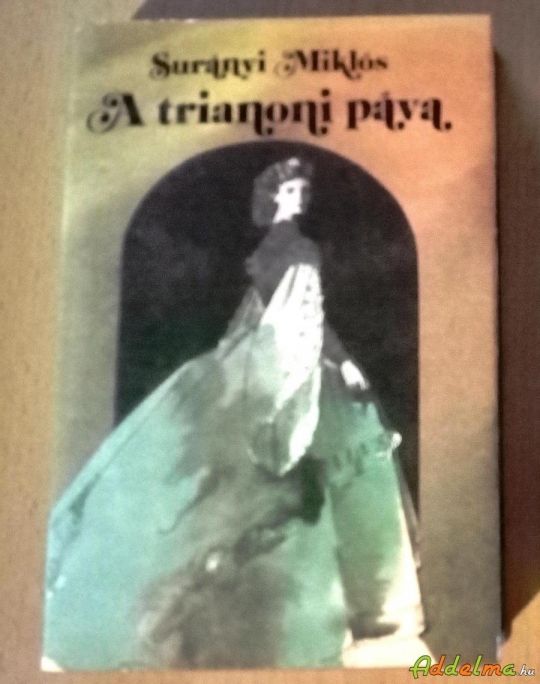 Surányi Miklós
A trianoni páva
Addelma.hu